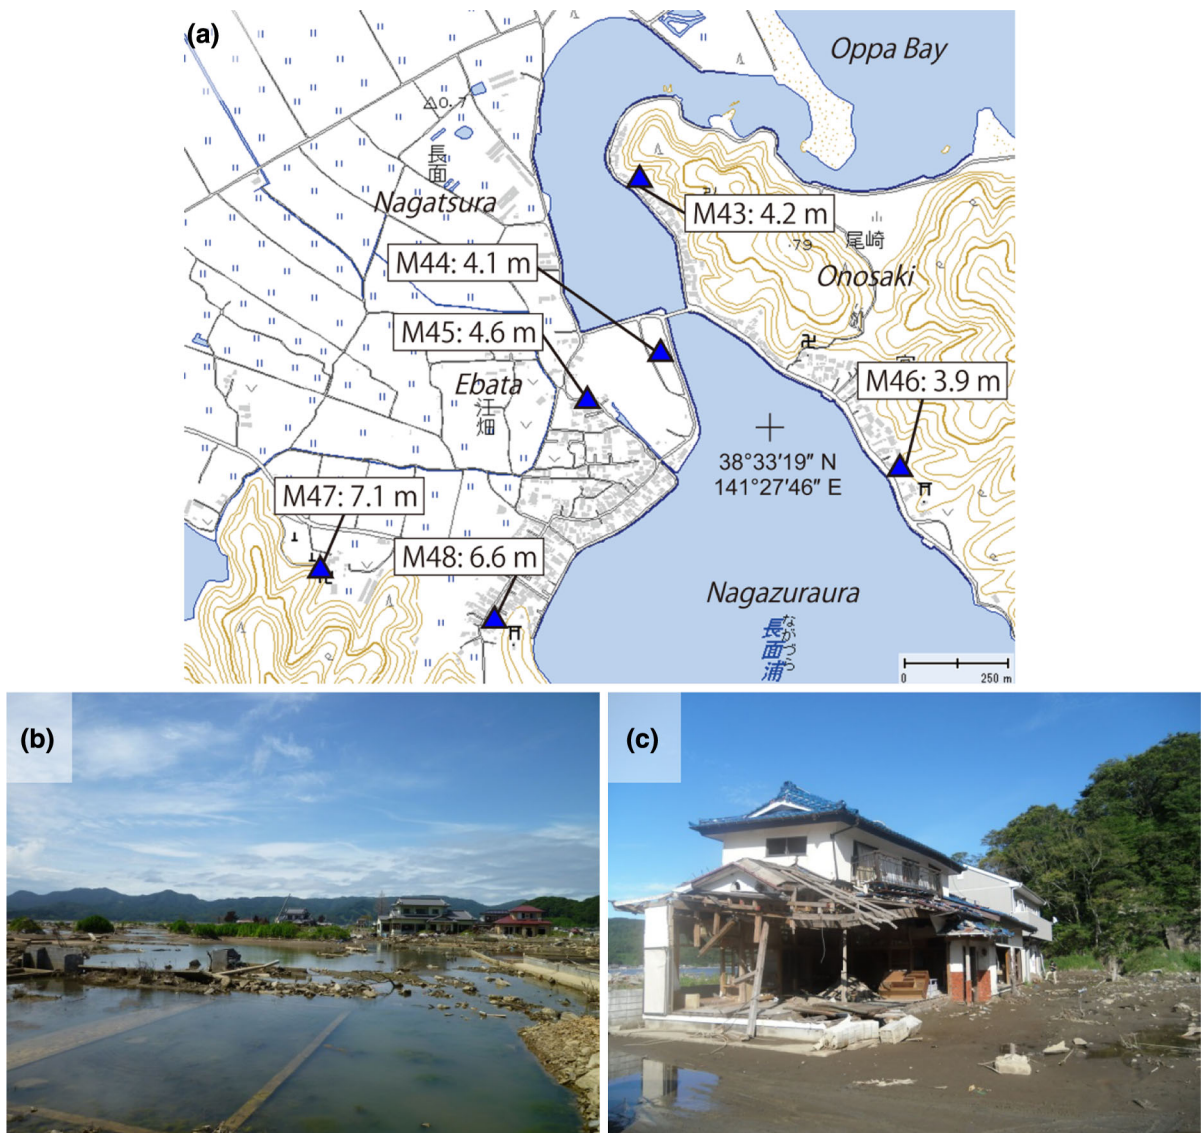 (a)
Oppa Bay
0.7
長面
Nagatsura
M43: 4.2 m
尾崎
79
M44: 4.1 m
Onosaki
M45: 4.6 m
Ebata
江畑
M46: 3.9 m
38°33′19″ N
141°27′46″ E
M47: 7.1 m
M48: 6.6 m
Nagazuraura
長面浦
ながづら
0 250 m
(b)
(c)